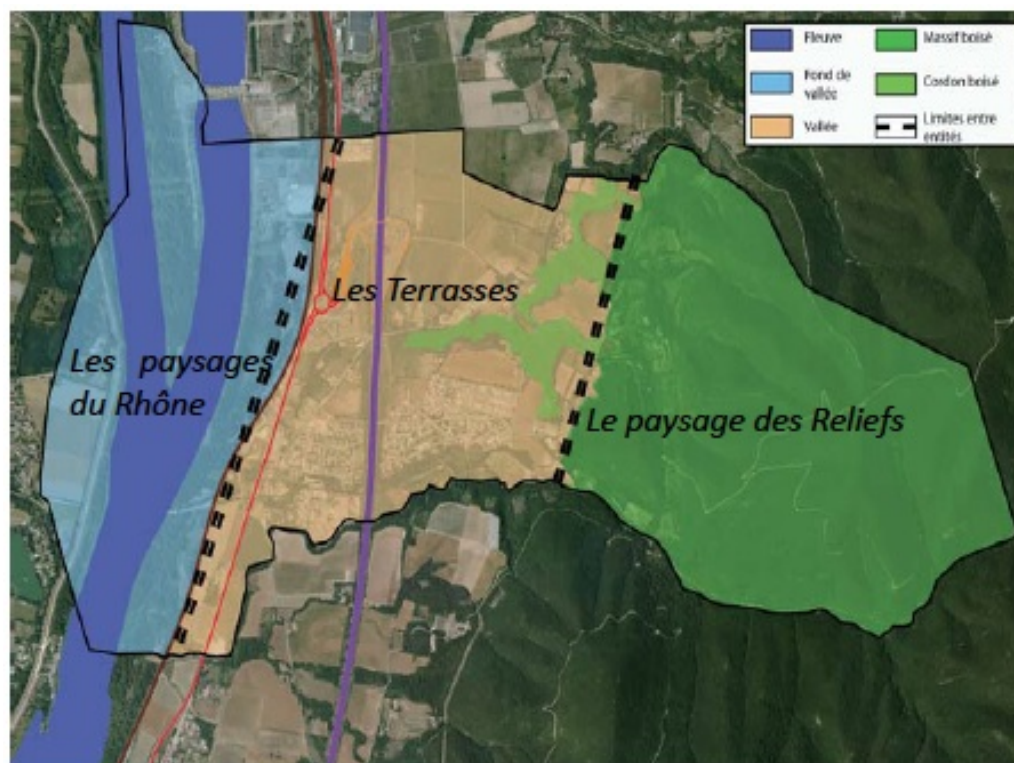 Fleuve
Massif boisé
Fond de
vallée
Cordon boisé
Vallée
Limites entre
entités
Les Terrasses
Les paysages
du Rhône
Le paysage des Reliefs